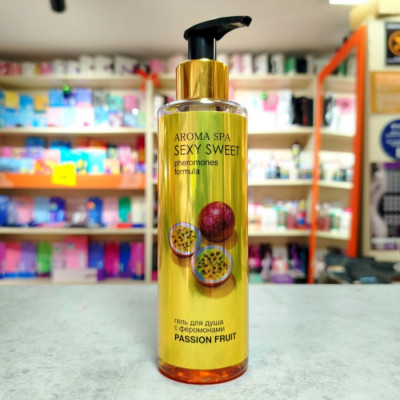 AROMA SPA
SEXY SWEET
pheromones
formula
гель для душа
с феромонами
PASSION FRUIT